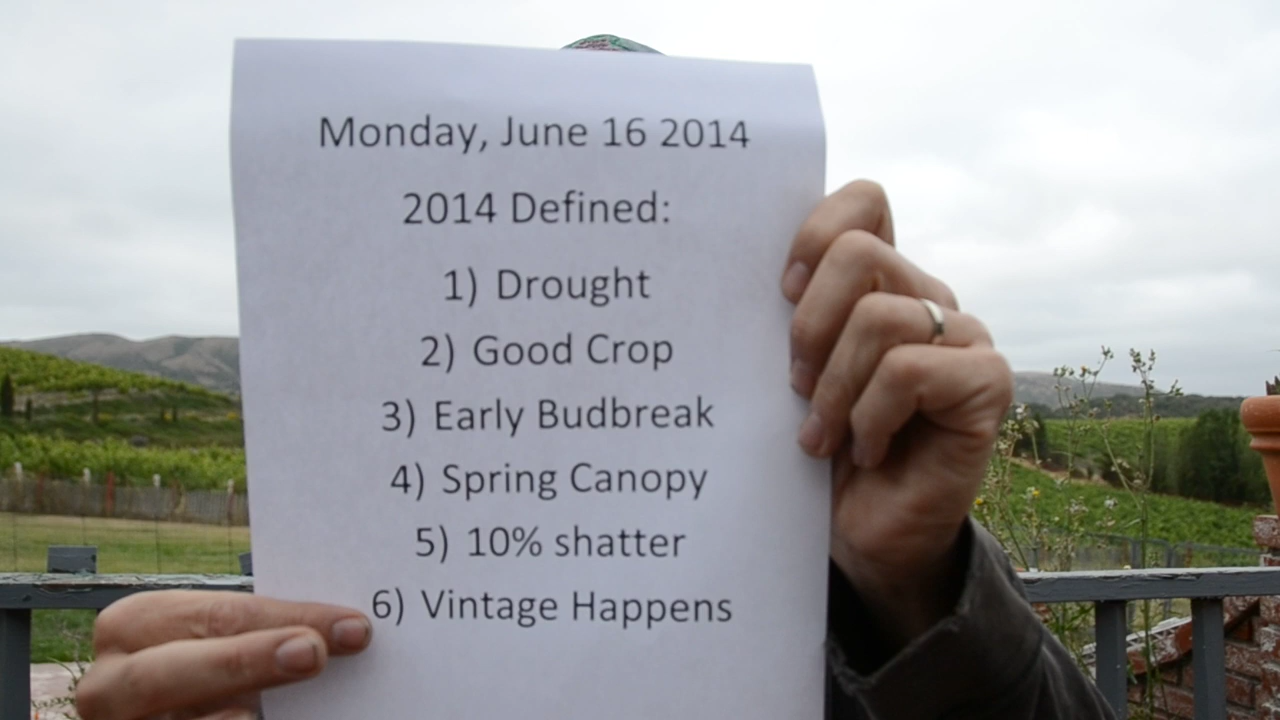 Monday, June 16 2014
2014 Defined:
1) Drought
2) Good Crop
3) Early Budbreak
4) Spring Canopy
5) 10% shatter
6) Vintage Happens